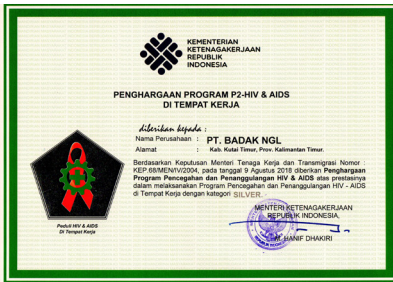 KEMENTERIAN
KETENAGAKERJAAN
REPUBLIK
INDONESIA
PENGHARGAAN PROGRAM P2-HIV & AIDS
DI TEMPAT KERJA
diberikan kepada :
Nama Perusahaan : PT. BADAK NGL
Alamat : Kab. Kutai Timur, Prov. Kalimantan Timur.
Berdasarkan Keputusan Menteri Tenaga Kerja dan Transmigrasi Nomor :
KEP.68/MEN/IV/2004, pada tanggal 9 Agustus 2018 diberikan Penghargaan
Program Pencegahan dan Penanggulangan HIV & AIDS atas prestasinya
dalam melaksanakan Program Pencegahan dan Penanggulangan HIV - AIDS
di Tempat Kerja dengan kategori SILVER.
Peduli HIV & AIDS
Di Tempat Kerja
MENTERI KETENAGAKERJAAN
REPUBLIK INDONESIA,
M. HANIF DHAKIRI